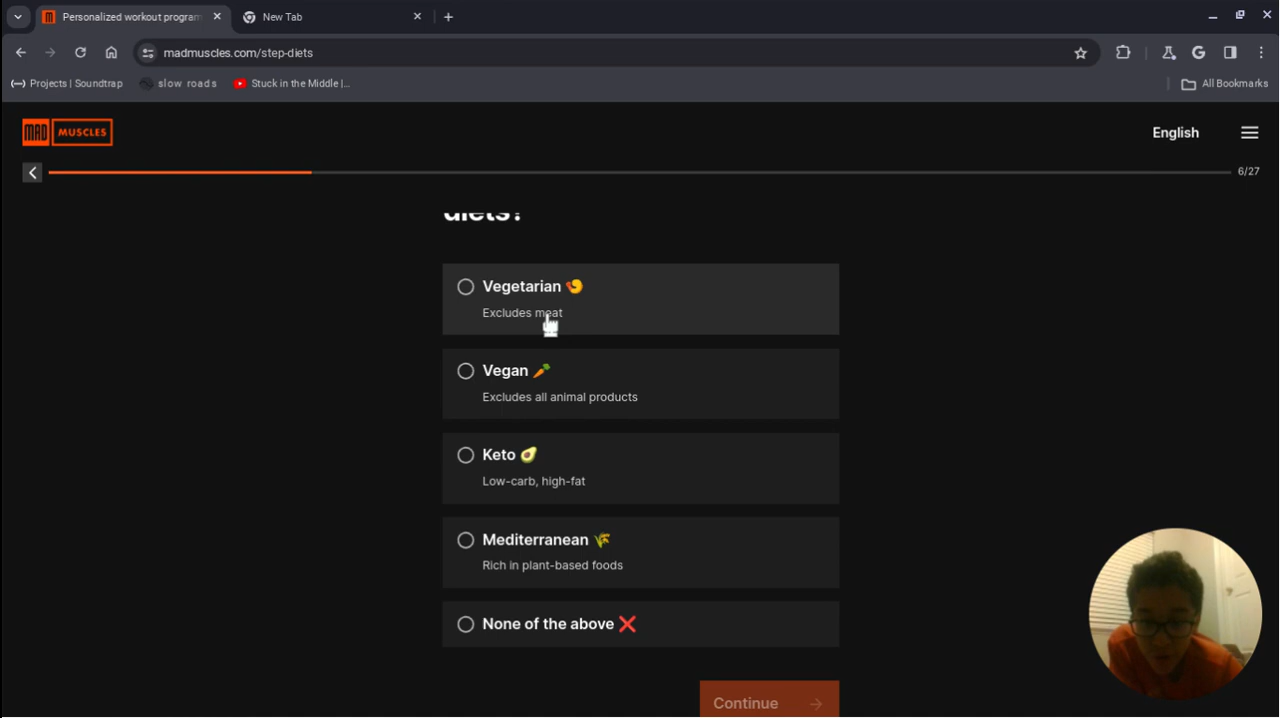 Personalized workout program
New Tab
madmuscles.com/step-diets
Projects | Soundtrap
slow roads
Stuck in the Middle |...
All Bookmarks
MAD MUSCLES
English
6/27
diets?
Vegetarian
Excludes meat
Vegan
Excludes all animal products
Keto
Low-carb, high-fat
Mediterranean
Rich in plant-based foods
None of the above
Continue